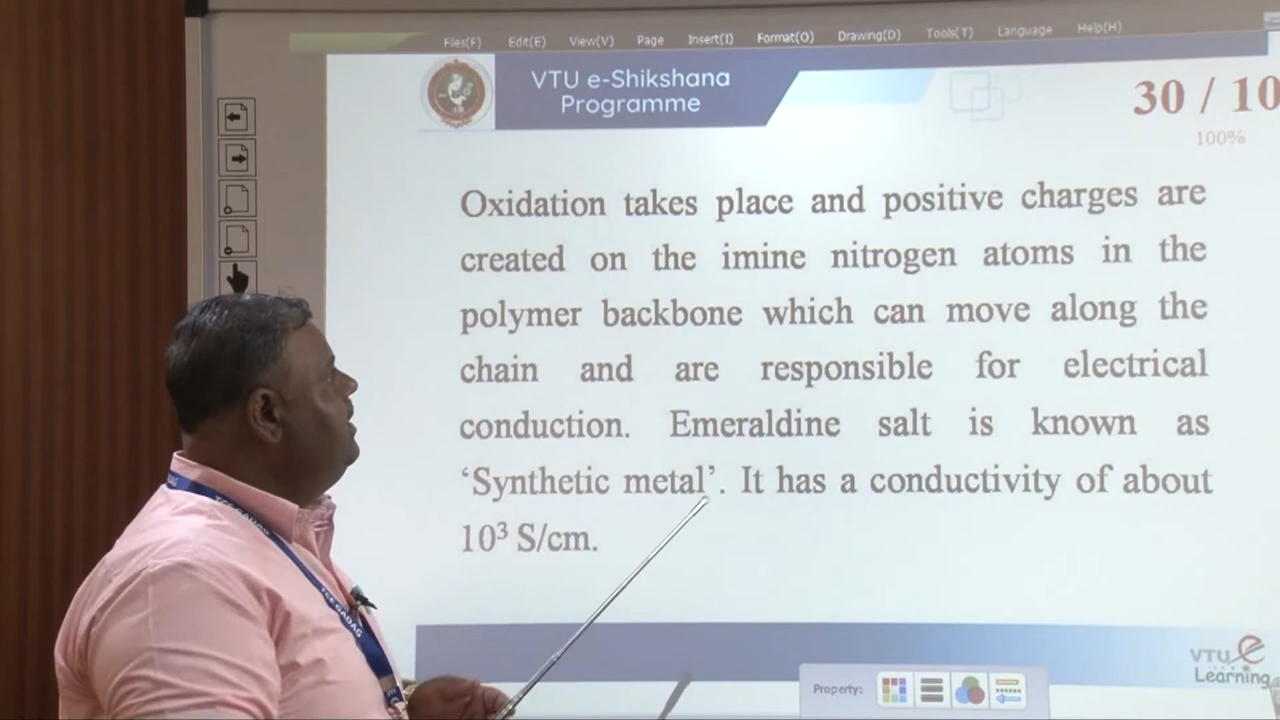 Files(F) Edit(E) View(V) Page Insert(I) Format(O) Drawing(D) Tools(T) Language Help(H)
VTU e-Shikshana
Programme
30 / 10
100%
Oxidation takes place and positive charges are
created on the imine nitrogen atoms in the
polymer backbone which can move along the
chain and are responsible for electrical
conduction. Emeraldine salt is known as
‘Synthetic metal’. It has a conductivity of about
10³ S/cm.
TCE GADAG
VTU e
Learning
Property: